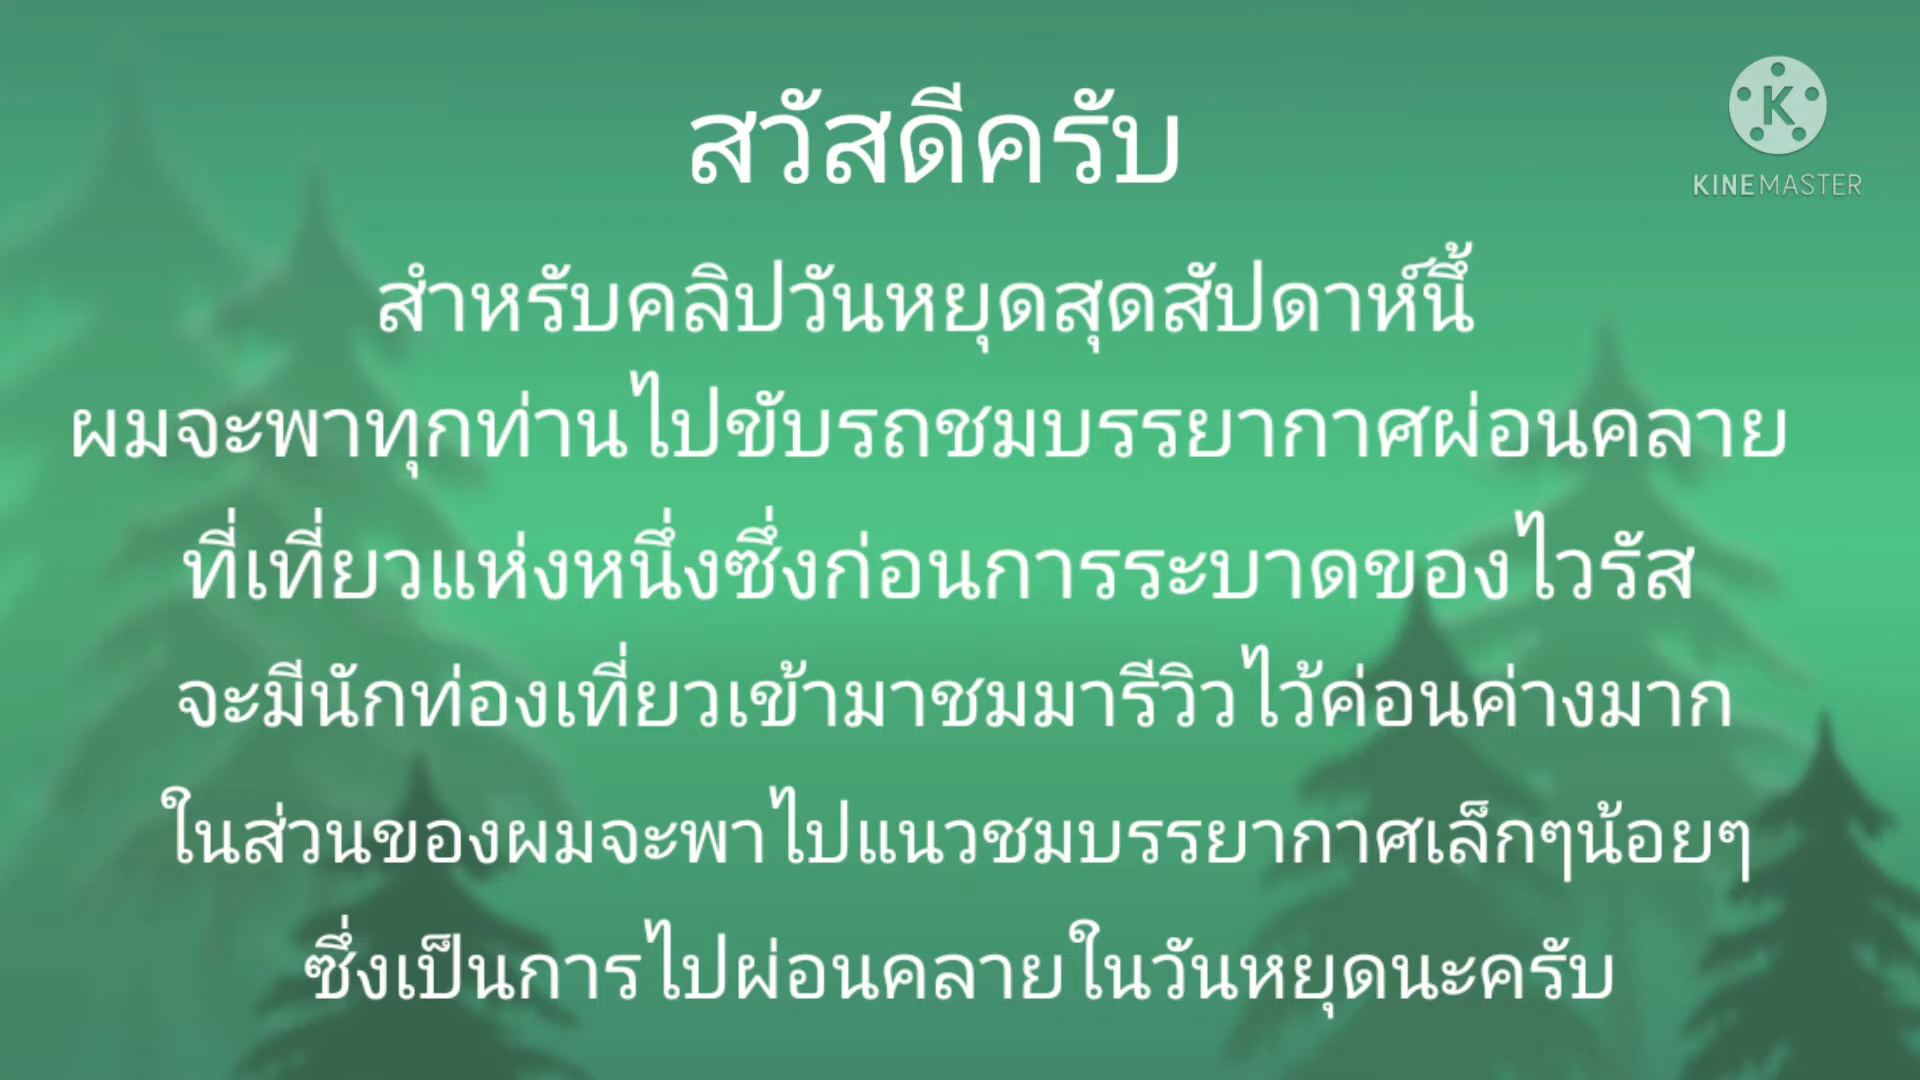 สวัสดีครับ
KINEMASTER
สำหรับคลิปวันหยุดสุดสัปดาห์นี้
ผมจะพาทุกท่านไปขับรถชมบรรยากาศผ่อนคลาย
ที่เที่ยวแห่งหนึ่งซึ่งก่อนการระบาดของไวรัส
จะมีนักท่องเที่ยวเข้ามาชมมารีวิวไว้ค่อนค่างมาก
ในส่วนของผมจะพาไปแนวชมบรรยากาศเล็กๆน้อยๆ
ซึ่งเป็นการไปผ่อนคลายในวันหยุดนะครับ